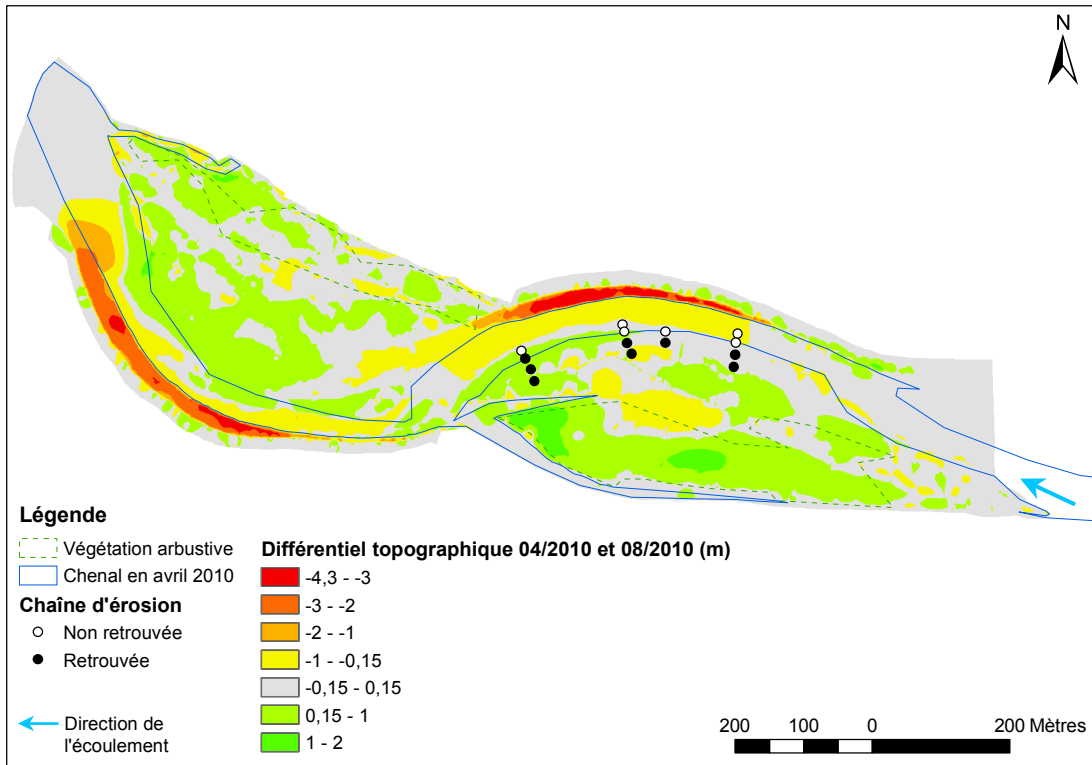 N
Légende
Végétation arbustive
Chenal en avril 2010
Chaîne d'érosion
Non retrouvée
Retrouvée
Direction de
l'écoulement
Différentiel topographique 04/2010 et 08/2010 (m)
-4,3 - -3
-3 - -2
-2 - -1
-1 - -0,15
-0,15 - 0,15
0,15 - 1
1 - 2
200 100 0 200 Mètres